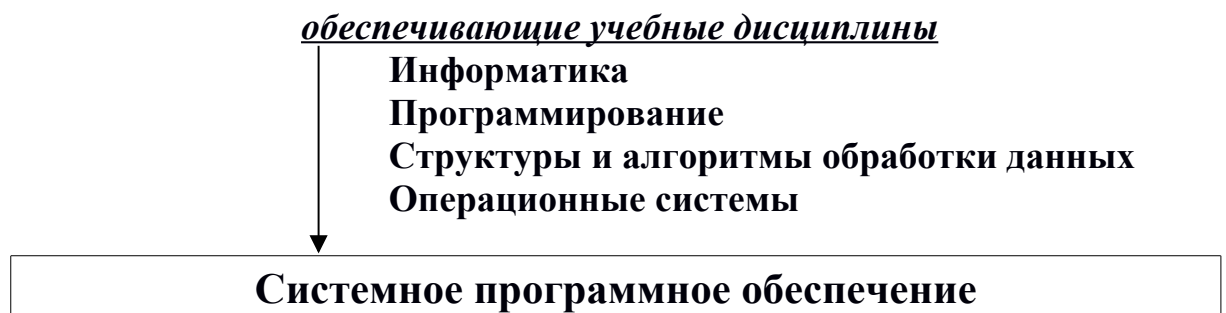 обеспечивающие учебные дисциплины
Информатика
Программирование
Структуры и алгоритмы обработки данных
Операционные системы
Системное программное обеспечение